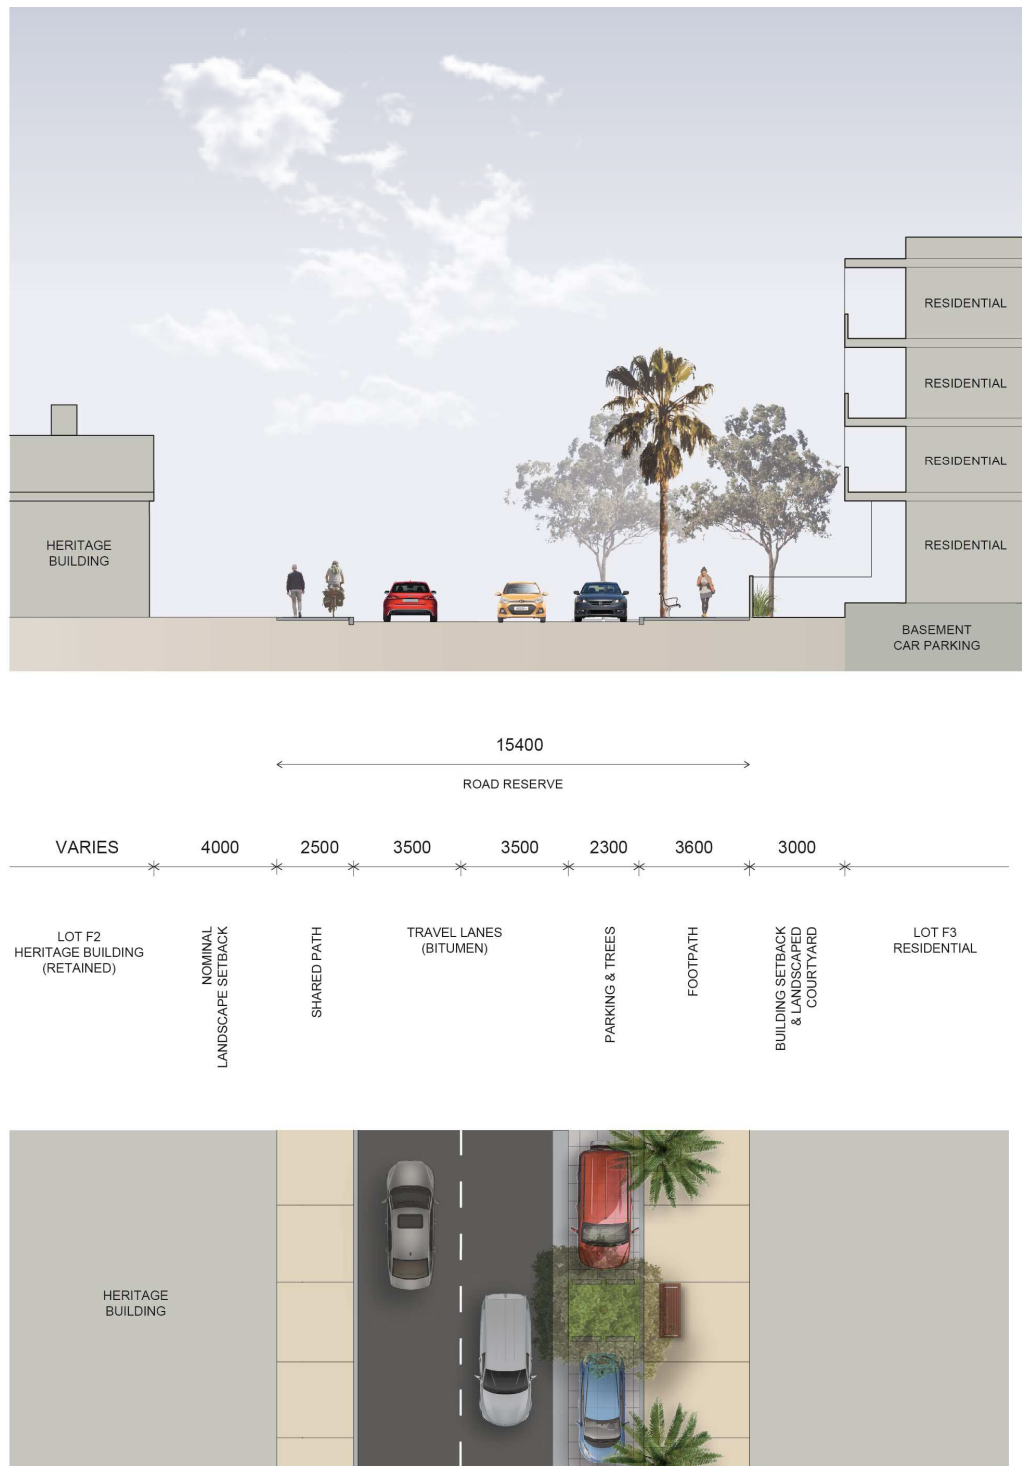 RESIDENTIAL
RESIDENTIAL
RESIDENTIAL
HERITAGE
BUILDING
RESIDENTIAL
BASEMENT
CAR PARKING
15400
ROAD RESERVE
VARIES
4000
2500
3500
3500
2300
3600
3000
LOT F2
HERITAGE BUILDING
(RETAINED)
NOMINAL
LANDSCAPE SETBACK
SHARED PATH
TRAVEL LANES
(BITUMEN)
PARKING & TREES
FOOTPATH
BUILDING SETBACK
& LANDSCAPED
COURTYARD
LOT F3
RESIDENTIAL
HERITAGE
BUILDING